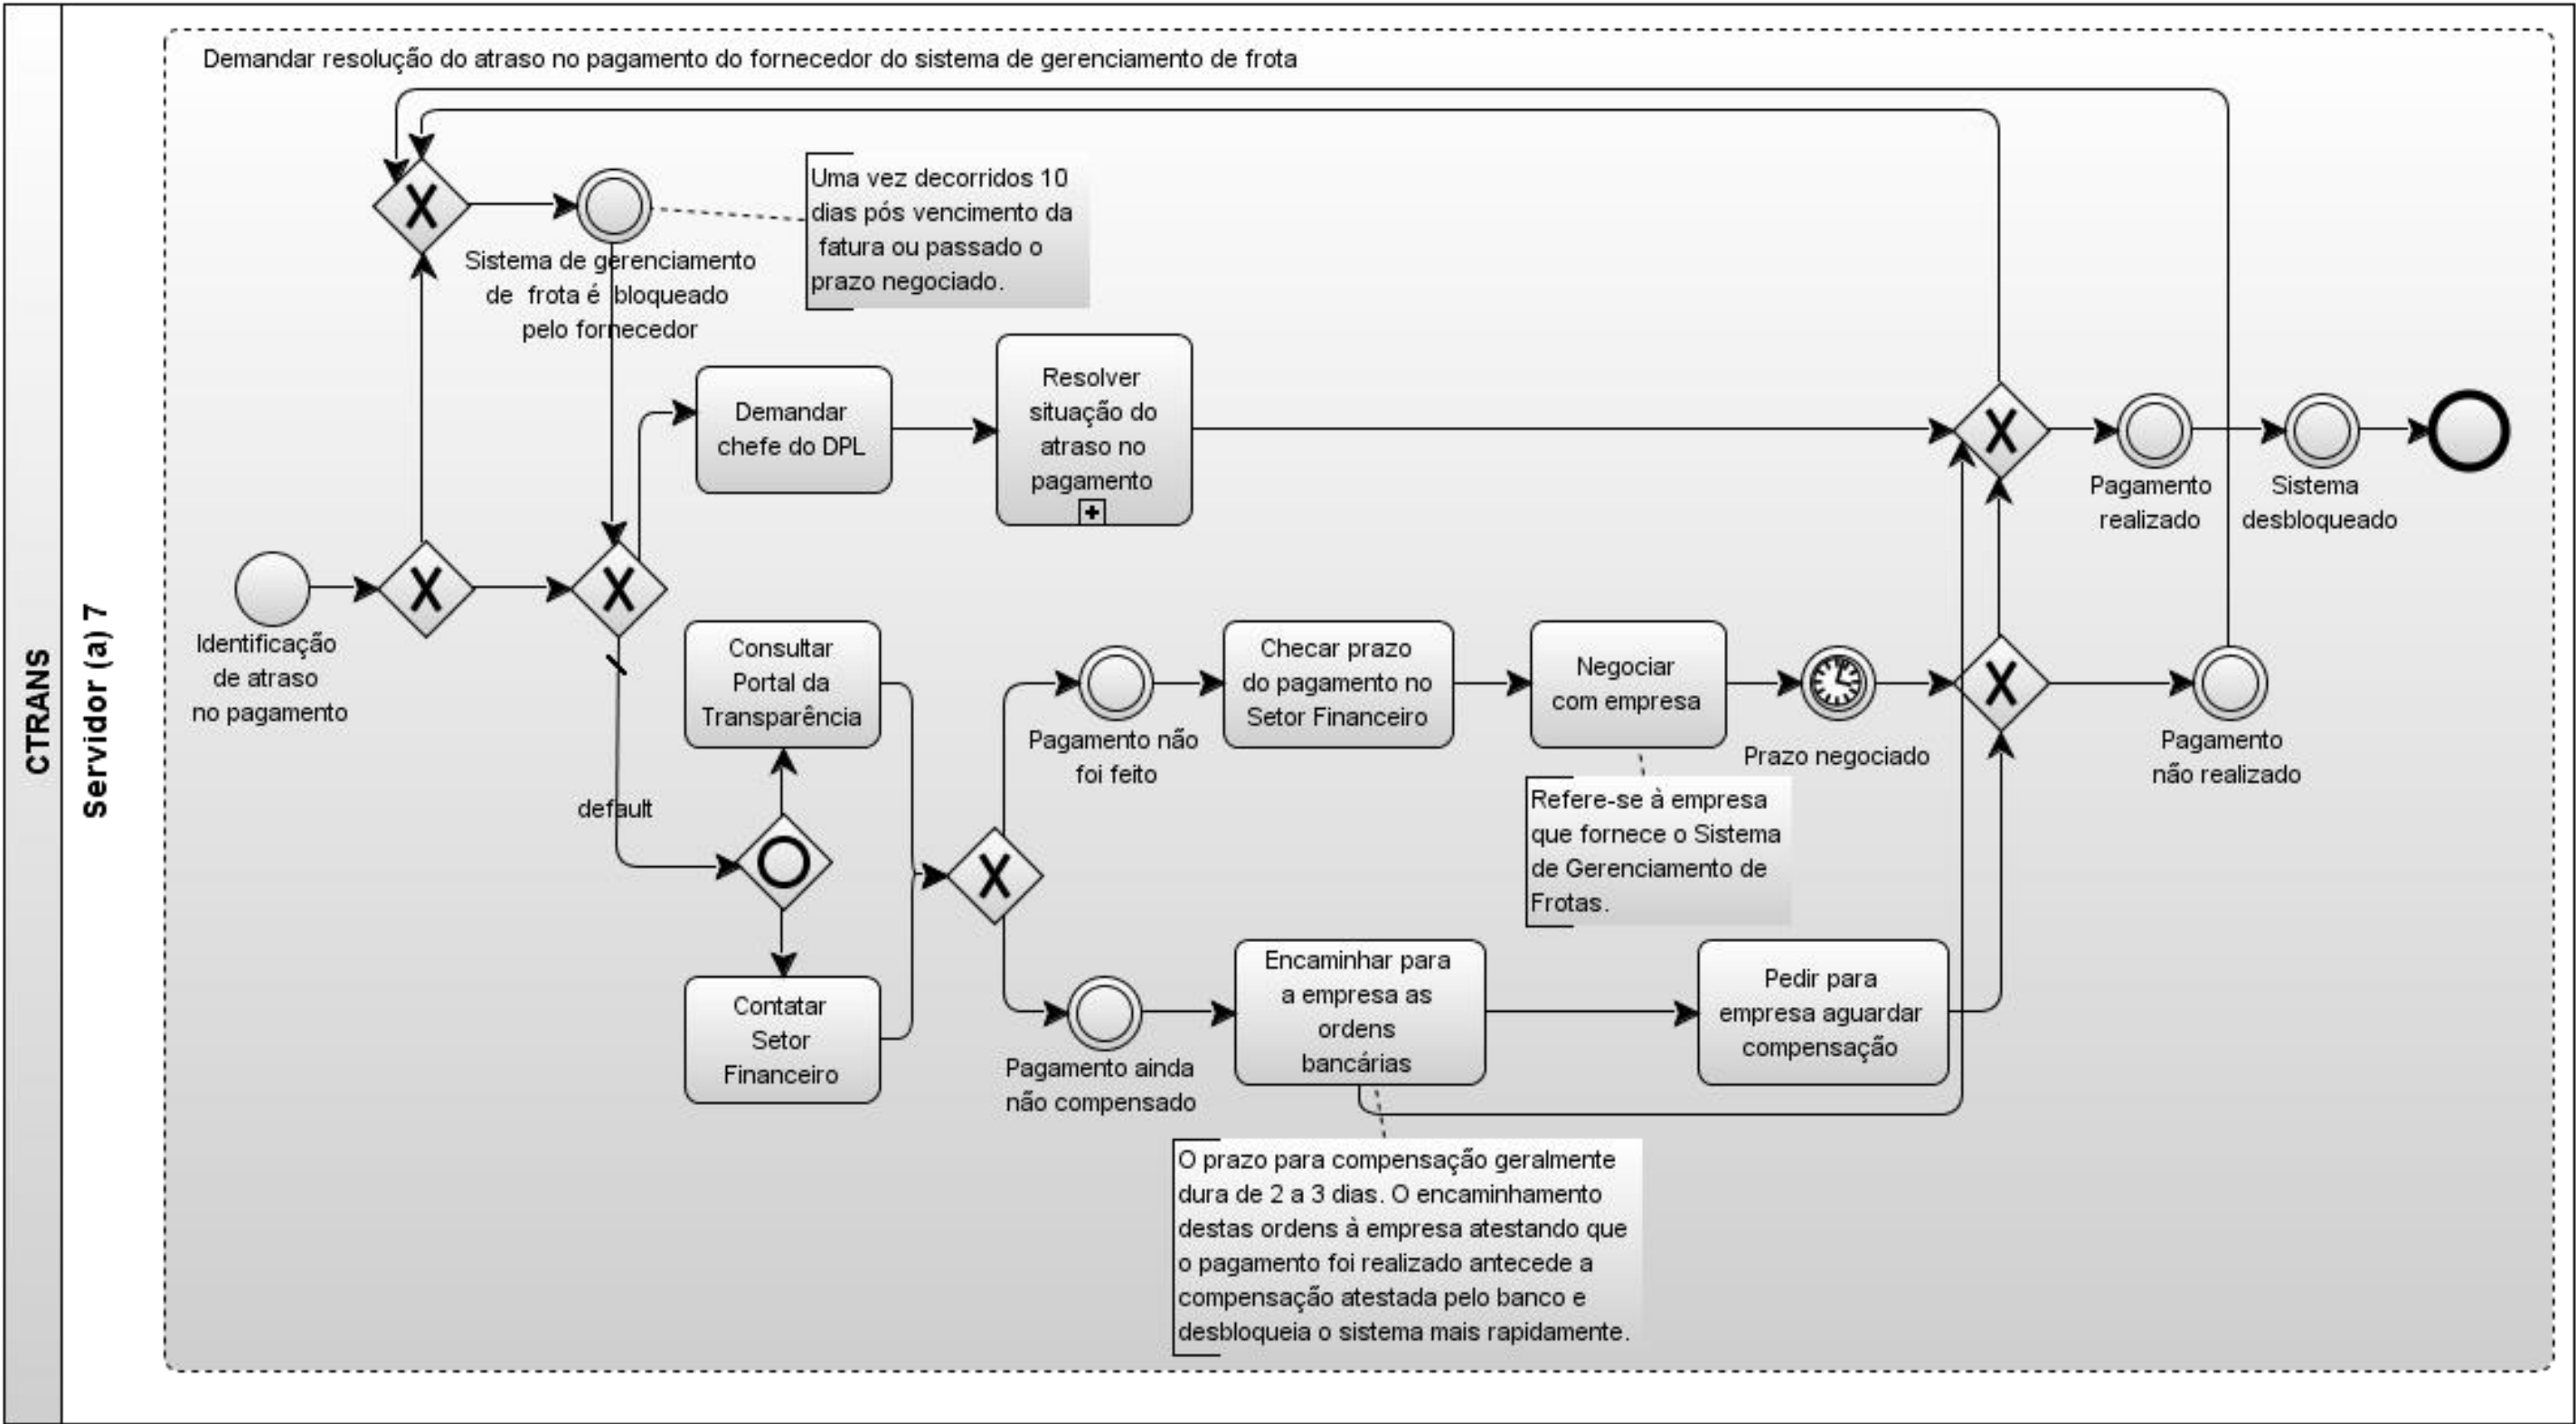 CTRANS
Servidor (a) 7
Demandar resolução do atraso no pagamento do fornecedor do sistema de gerenciamento de frota
Uma vez decorridos 10
dias pós vencimento da
fatura ou passado o
prazo negociado.
Sistema de gerenciamento
de frota é bloqueado
pelo fornecedor
Demandar
chefe do DPL
Resolver
situação do
atraso no
pagamento
Pagamento
realizado
Sistema
desbloqueado
Identificação
de atraso
no pagamento
default
Consultar
Portal da
Transparência
Contatar
Setor
Financeiro
Pagamento não
foi feito
Checar prazo
do pagamento no
Setor Financeiro
Negociar
com empresa
Prazo negociado
Pagamento
não realizado
Refere-se à empresa
que fornece o Sistema
de Gerenciamento de
Frotas.
Pagamento ainda
não compensado
Encaminhar para
a empresa as
ordens
bancárias
Pedir para
empresa aguardar
compensação
O prazo para compensação geralmente
dura de 2 a 3 dias. O encaminhamento
destas ordens à empresa atestando que
o pagamento foi realizado antecede a
compensação atestada pelo banco e
desbloqueia o sistema mais rapidamente.